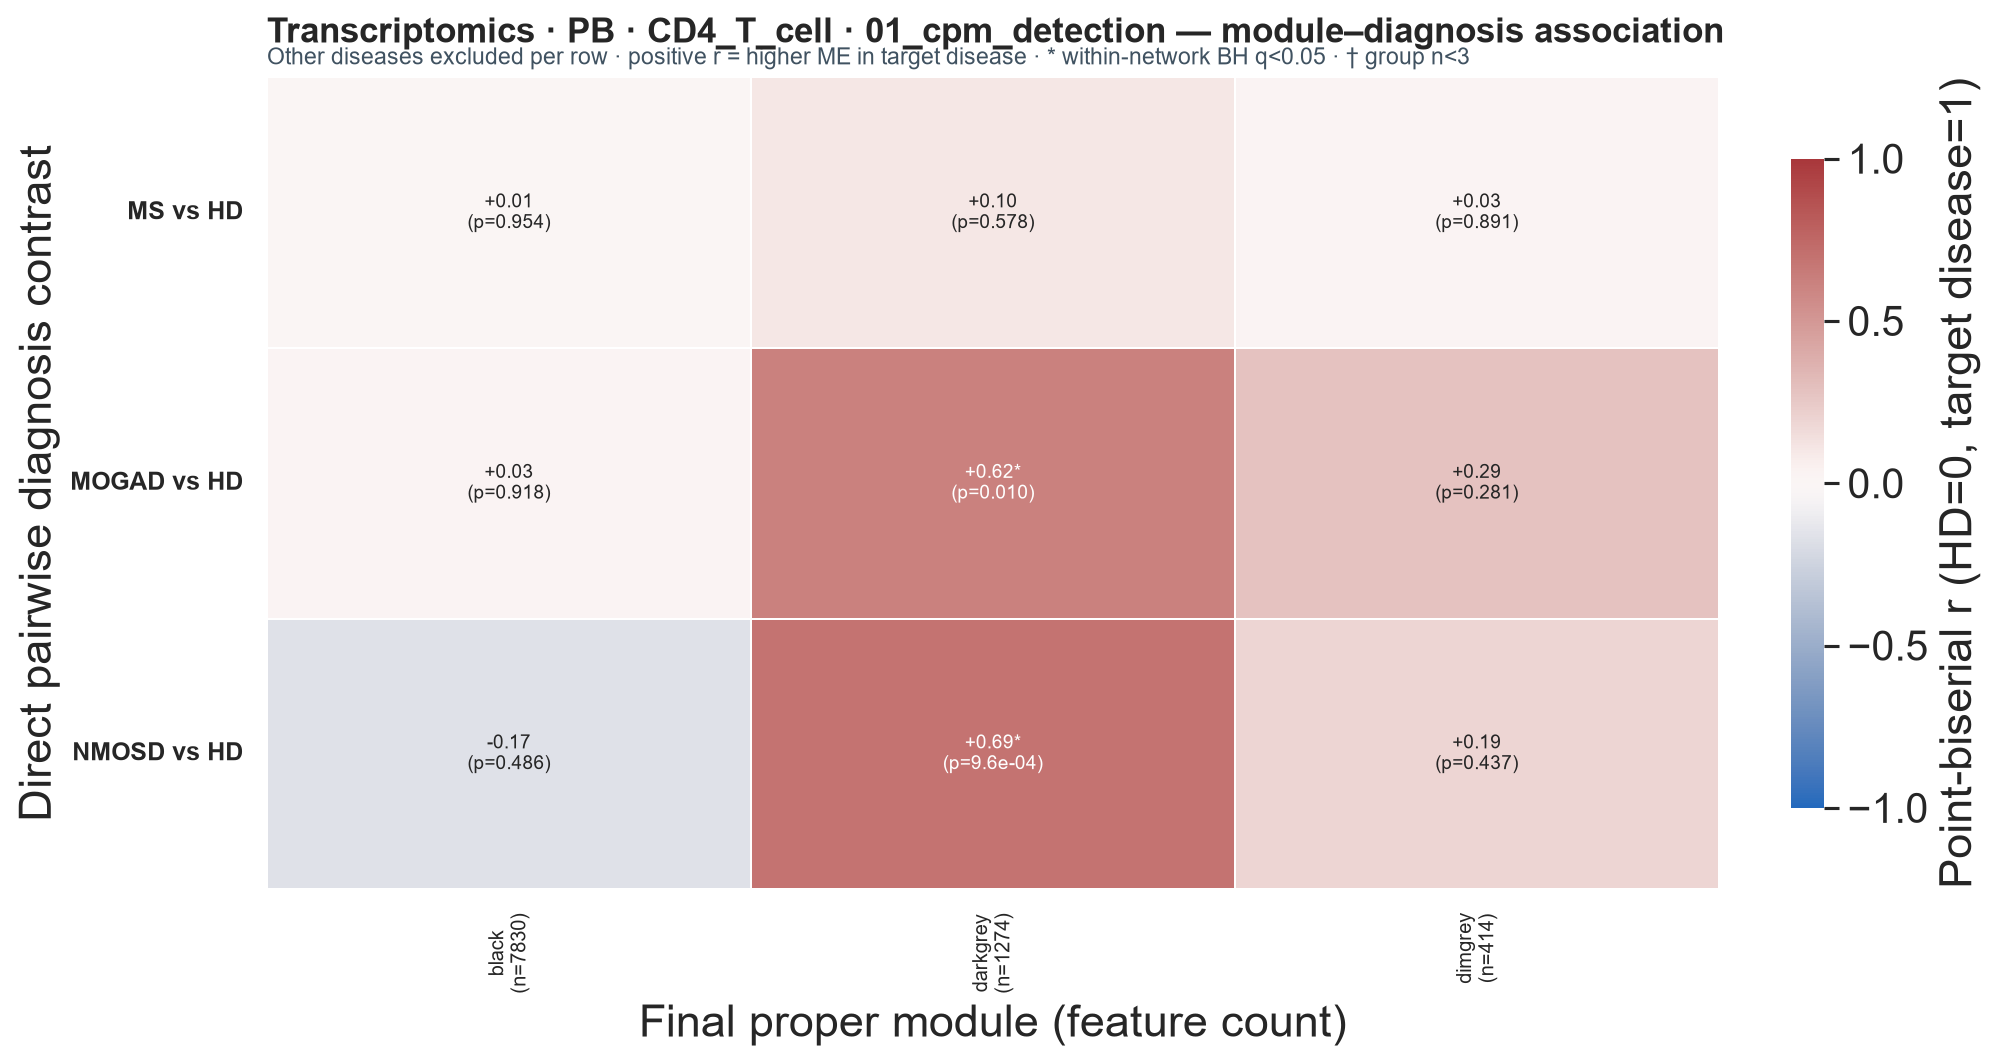 Transcriptomics · PB · CD4_T_cell · 01_cpm_detection — module–diagnosis association
Other diseases excluded per row · positive r = higher ME in target disease · * within-network BH q<0.05 · † group n<3
Direct pairwise diagnosis contrast
MS vs HD
+0.01
(p=0.954)
+0.10
(p=0.578)
+0.03
(p=0.891)
MOGAD vs HD
+0.03
(p=0.918)
+0.62*
(p=0.010)
+0.29
(p=0.281)
NMOSD vs HD
-0.17
(p=0.486)
+0.69*
(p=9.6e-04)
+0.19
(p=0.437)
black
(n=7830)
darkgrey
(n=1274)
dimgrey
(n=414)
Final proper module (feature count)
1.0
0.5
0.0
−0.5
−1.0
Point-biserial r (HD=0, target disease=1)